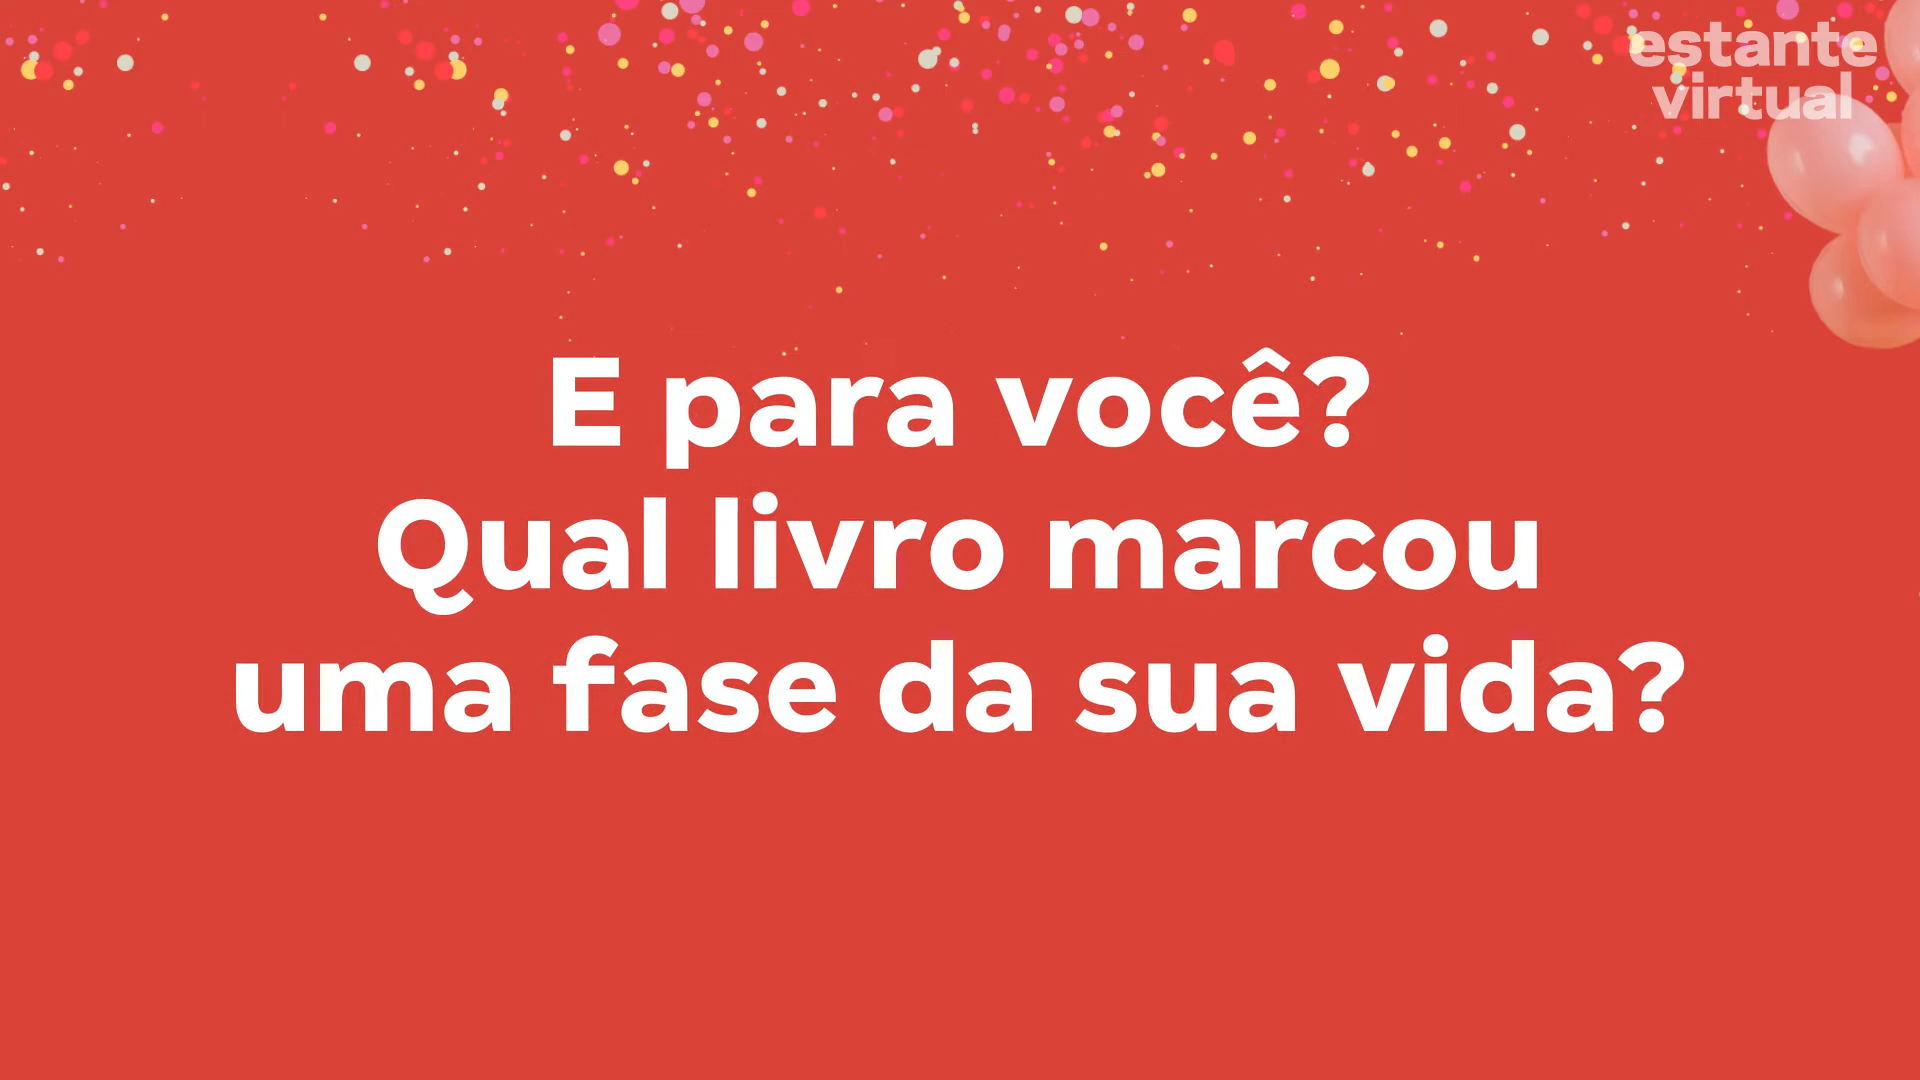 estante
virtual
E para você?
Qual livro marcou
uma fase da sua vida?